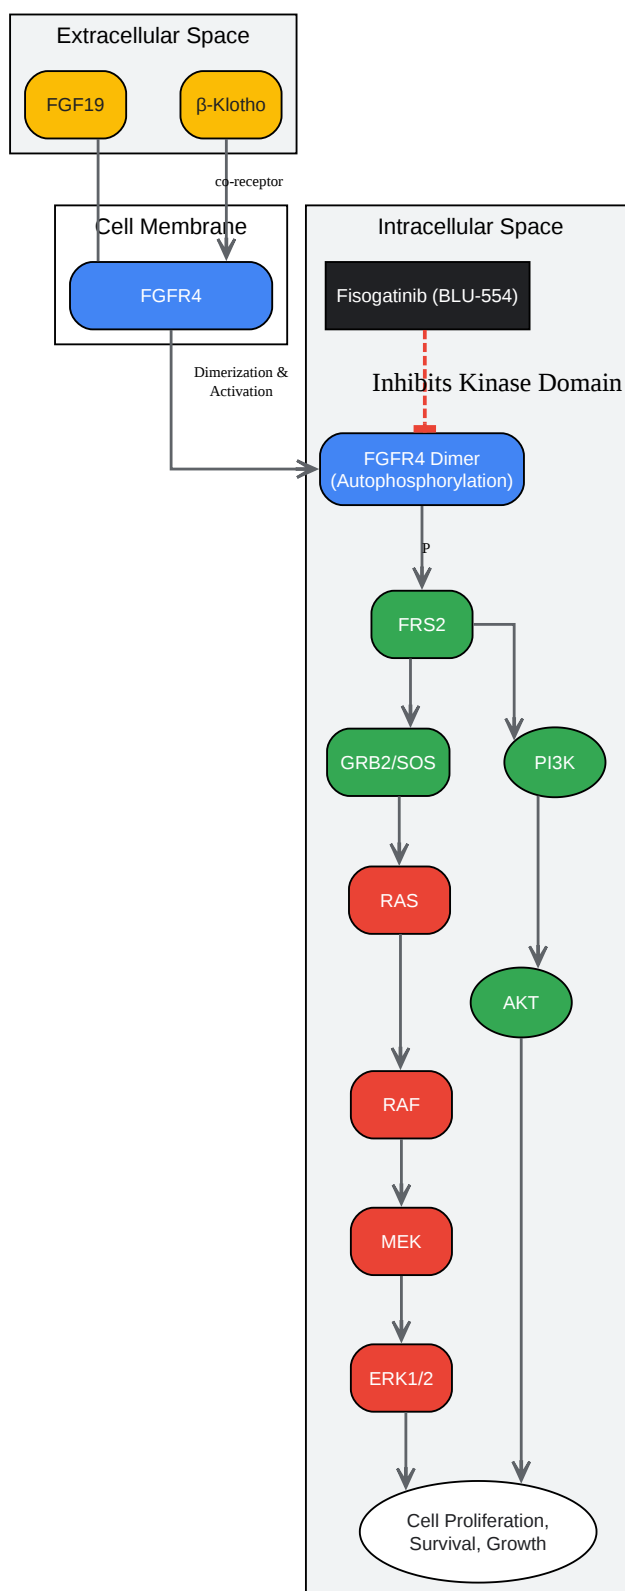 Extracellular Space
FGF19
β-Klotho
co-receptor
Cell Membrane
FGFR4
Dimerization &
Activation
Intracellular Space
Fisogatinib (BLU-554)
Inhibits Kinase Domain
FGFR4 Dimer
(Autophosphorylation)
P
FRS2
GRB2/SOS
PI3K
RAS
AKT
RAF
MEK
ERK1/2
Cell Proliferation,
Survival, Growth